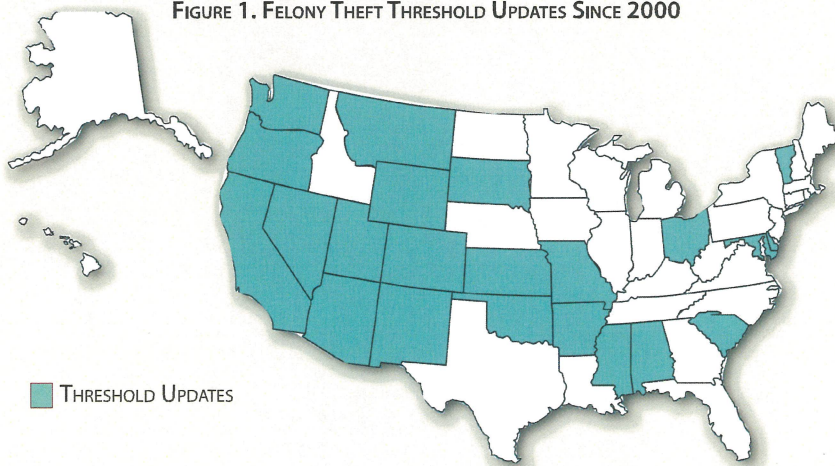 FIGURE 1. FELONY THEFT THRESHOLD UPDATES SINCE 2000
THRESHOLD UPDATES